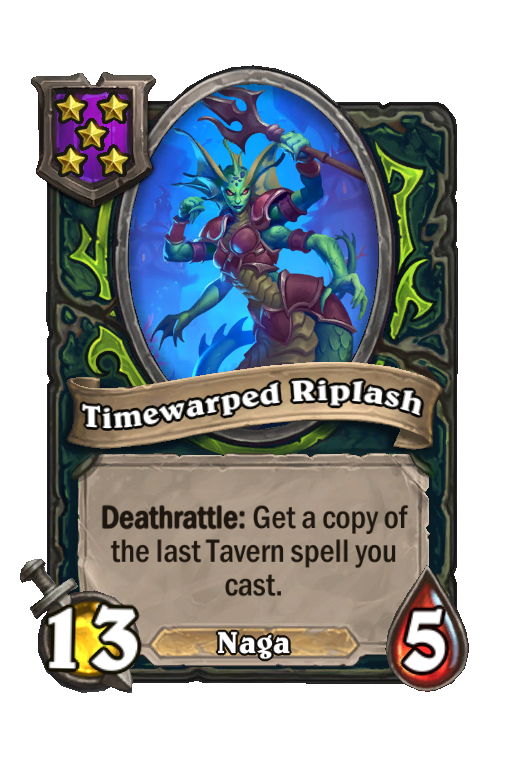 Timewarped Riplash
Deathrattle: Get a copy of
the last Tavern spell you
cast.
13
Naga
5